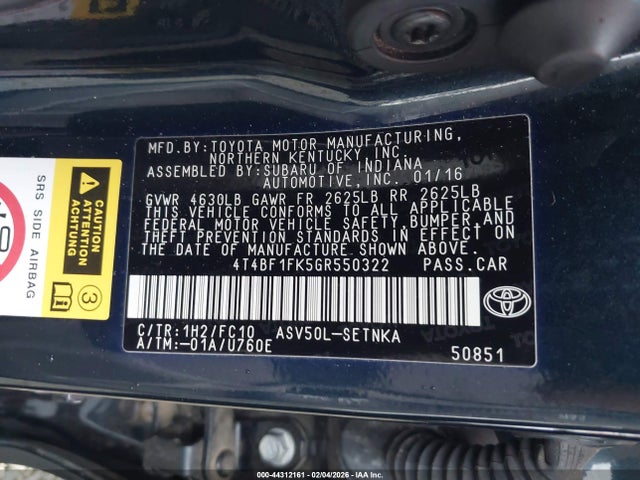 MFD.BY:TOYOTA MOTOR MANUFACTURING,
NORTHERN KENTUCKY INC
ASSEMBLED BY:SUBARU OF INDIANA
AUTOMOTIVE,INC. 01/16
GVWR 4630LB GAWR FR 2625LB RR 2625LB
THIS VEHICLE CONFORMS TO ALL APPLICABLE
FEDERAL MOTOR VEHICLE SAFETY,BUMPER,AND
THEFT PREVENTION STANDARDS IN EFFECT ON
THE DATE OF MANUFACTURE SHOWN ABOVE.
4T4BF1FK5GR550322 PASS.CAR
C/TR:1H2/FC10 ASV50L-SETNKA
A/TM:-01A/U760E
50851
TOYOTA
CAUTION
ATTENTION
SRS SIDE AIRBAG
3
000-44312161 - 02/04/2026 - IAA Inc.